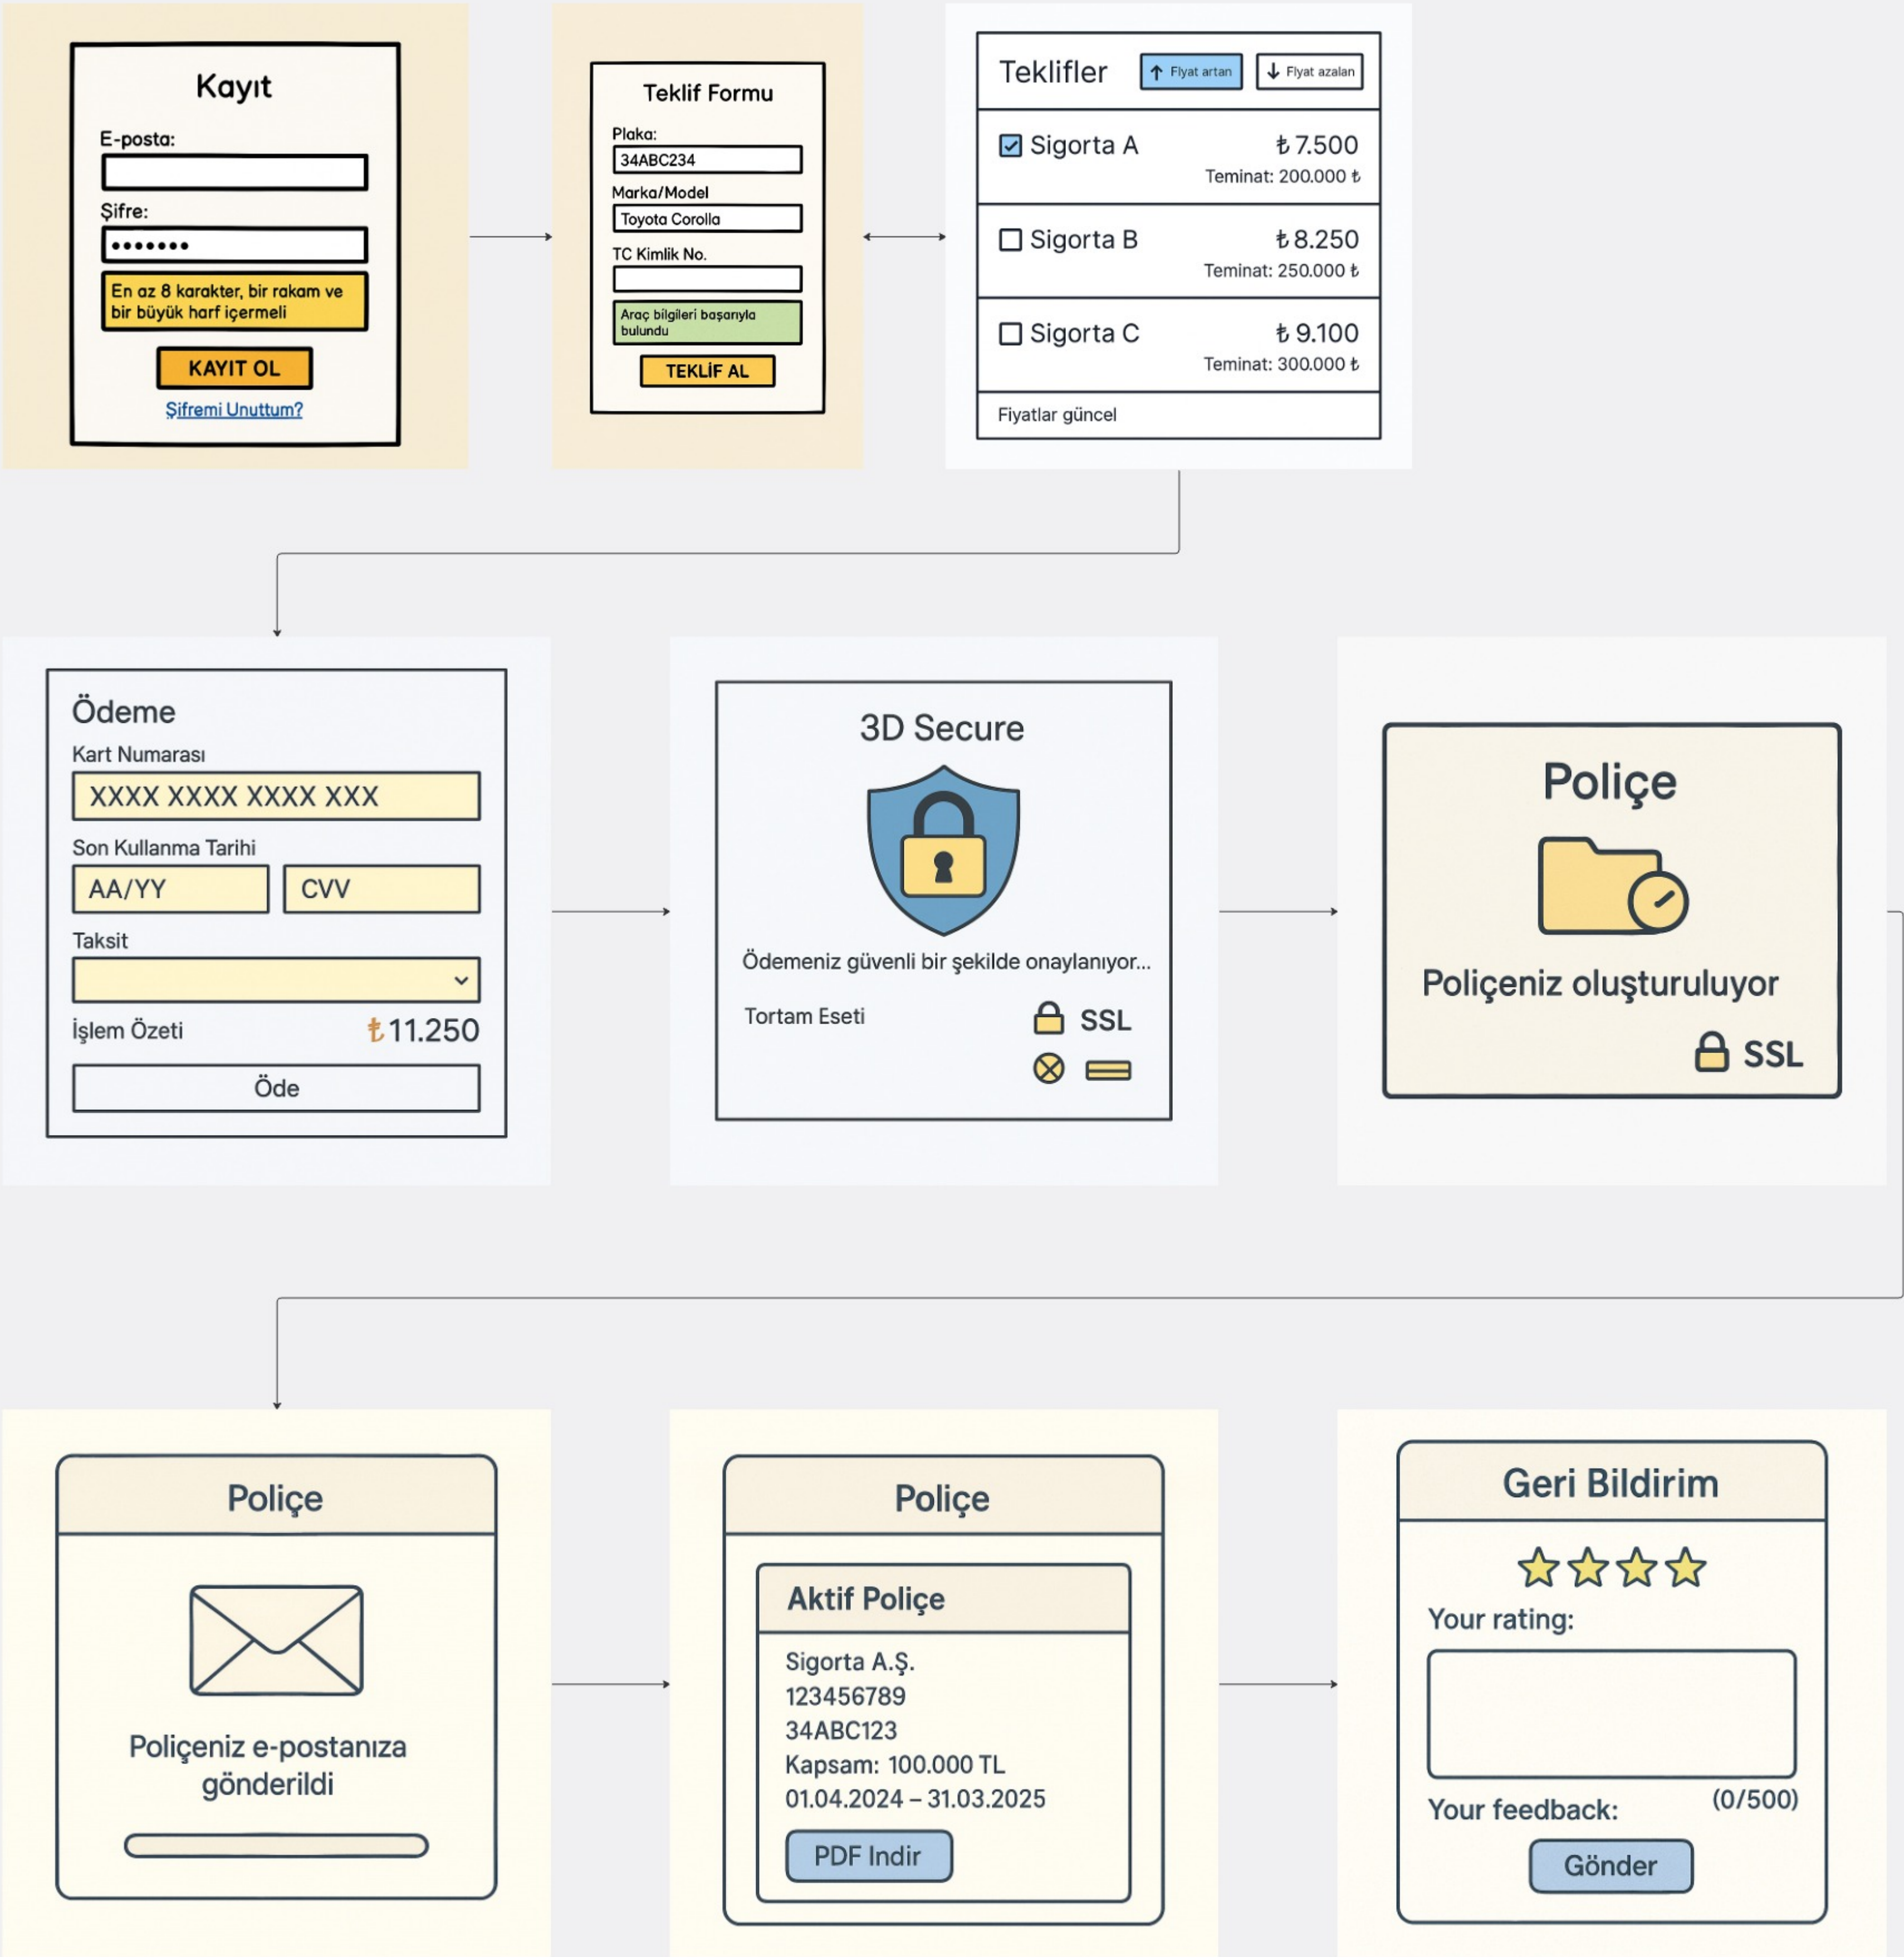 Kayıt
E-posta:
Şifre:
•••••••
En az 8 karakter, bir rakam ve
bir büyük harf içermeli
KAYIT OL
Şifremi Unuttum?
Teklif Formu
Plaka:
34ABC234
Marka/Model
Toyota Corolla
TC Kimlik No.
Araç bilgileri başarıyla
bulundu
TEKLİF AL
Teklifler
↑ Fiyat artan
↓ Fiyat azalan
Sigorta A ₺ 7.500
Teminat: 200.000 ₺
Sigorta B ₺ 8.250
Teminat: 250.000 ₺
Sigorta C ₺ 9.100
Teminat: 300.000 ₺
Fiyatlar güncel
Ödeme
Kart Numarası
XXXX XXXX XXXX XXX
Son Kullanma Tarihi
AA/YY CVV
Taksit
İşlem Özeti ₺ 11.250
Öde
3D Secure
Ödemeniz güvenli bir şekilde onaylanıyor...
Tortam Eseti SSL
Poliçe
Poliçeniz oluşturuluyor
SSL
Poliçe
Poliçeniz e-postanıza
gönderildi
Poliçe
Aktif Poliçe
Sigorta A.Ş.
123456789
34ABC123
Kapsam: 100.000 TL
01.04.2024 – 31.03.2025
PDF Indir
Geri Bildirim
Your rating:
Your feedback: (0/500)
Gönder